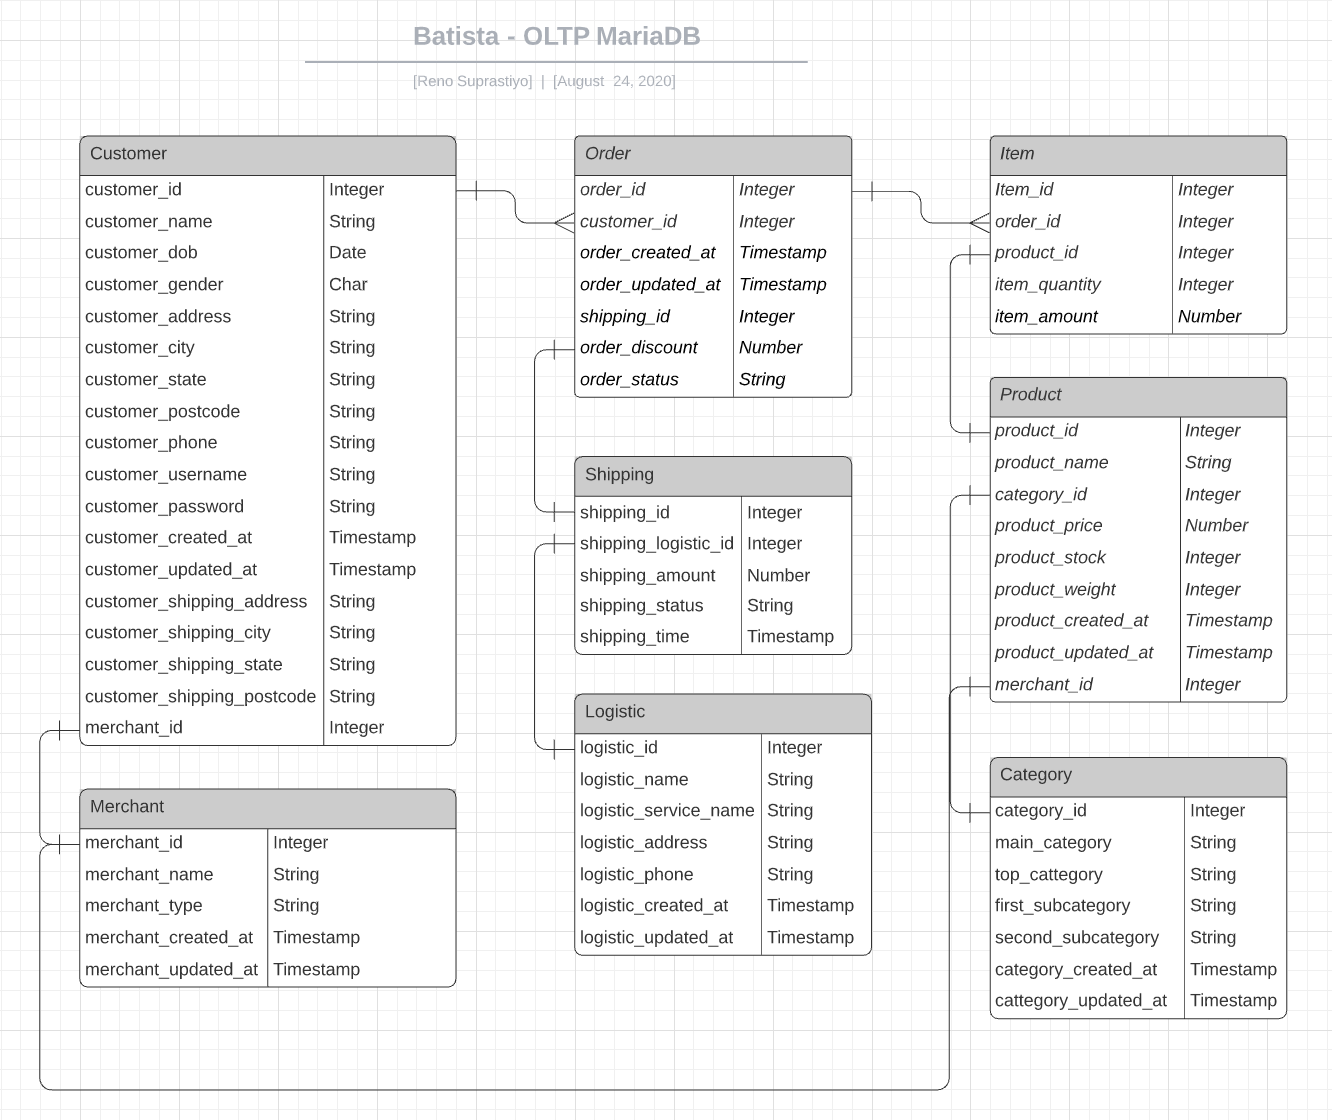 Batista - OLTP MariaDB
[Reno Suprastiyo] | [August 24, 2020]
Customer
customer_id Integer
customer_name String
customer_dob Date
customer_gender Char
customer_address String
customer_city String
customer_state String
customer_postcode String
customer_phone String
customer_username String
customer_password String
customer_created_at Timestamp
customer_updated_at Timestamp
customer_shipping_address String
customer_shipping_city String
customer_shipping_state String
customer_shipping_postcode String
merchant_id Integer
Merchant
merchant_id Integer
merchant_name String
merchant_type String
merchant_created_at Timestamp
merchant_updated_at Timestamp
Order
order_id Integer
customer_id Integer
order_created_at Timestamp
order_updated_at Timestamp
shipping_id Integer
order_discount Number
order_status String
Shipping
shipping_id Integer
shipping_logistic_id Integer
shipping_amount Number
shipping_status String
shipping_time Timestamp
Logistic
logistic_id Integer
logistic_name String
logistic_service_name String
logistic_address String
logistic_phone String
logistic_created_at Timestamp
logistic_updated_at Timestamp
Item
Item_id Integer
order_id Integer
product_id Integer
item_quantity Integer
item_amount Number
Product
product_id Integer
product_name String
category_id Integer
product_price Number
product_stock Integer
product_weight Integer
product_created_at Timestamp
product_updated_at Timestamp
merchant_id Integer
Category
category_id Integer
main_category String
top_cattegory String
first_subcategory String
second_subcategory String
category_created_at Timestamp
cattegory_updated_at Timestamp